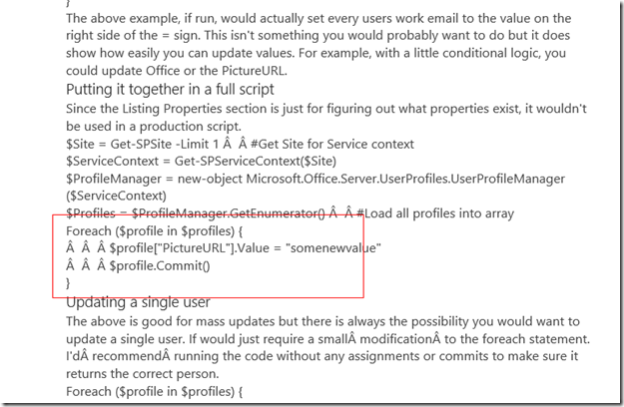 }
The above example, if run, would actually set every users work email to the value on the
right side of the = sign. This isn't something you would probably want to do but it does
show how easily you can update values. For example, with a little conditional logic, you
could update Office or the PictureURL.
Putting it together in a full script
Since the Listing Properties section is just for figuring out what properties exist, it wouldn't
be used in a production script.
$Site = Get-SPSite -Limit 1 Â  Â #Get Site for Service context
$ServiceContext = Get-SPServiceContext($Site)
$ProfileManager = new-object Microsoft.Office.Server.UserProfiles.UserProfileManager
($ServiceContext)
$Profiles = $ProfileManager.GetEnumerator() Â  Â #Load all profiles into array
Foreach ($profile in $profiles) {
Â  Â  Â $profile["PictureURL"].Value = "somenewvalue"
Â  Â  Â $profile.Commit()
}
Updating a single user
The above is good for mass updates but there is always the possibility you would want to
update a single user. If would just require a smallÂ modificationÂ to the foreach statement.
I'dÂ recommendÂ running the code without any assignments or commits to make sure it
returns the correct person.
Foreach ($profile in $profiles) {